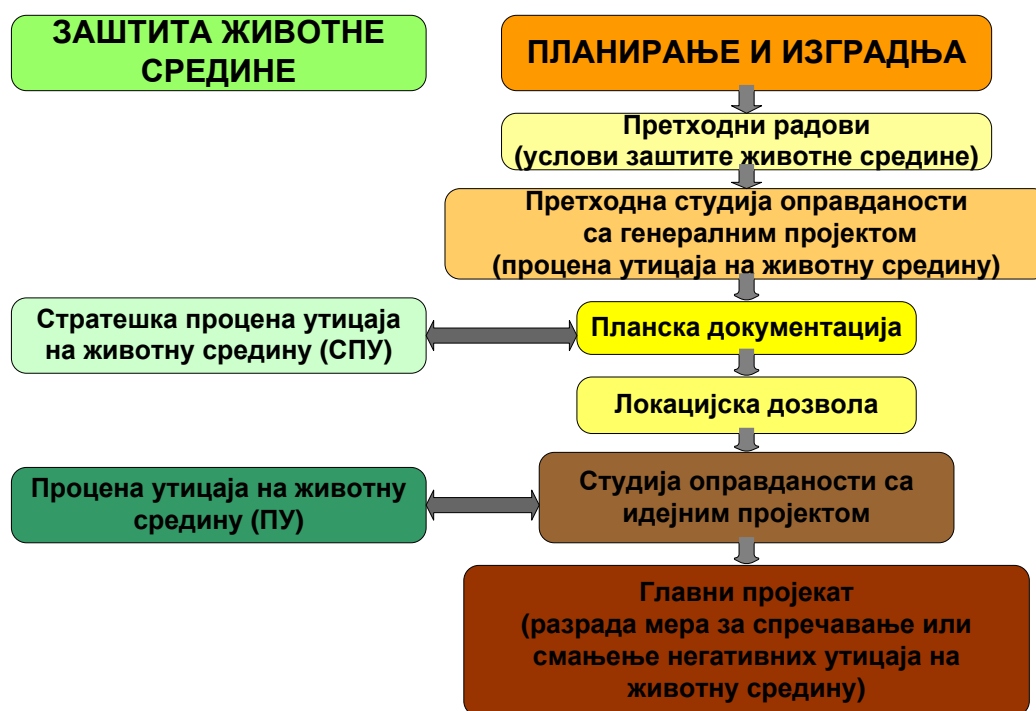 ЗАШТИТА ЖИВОТНЕ
СРЕДИНЕ
ПЛАНИРАЊЕ И ИЗГРАДЊА
Претходни радови
(услови заштите животне средине)
Претходна студија оправданости
са генералним пројектом
(процена утицаја на животну средину)
Стратешка процена утицаја
на животну средину (СПУ)
Планска документација
Локацијска дозвола
Процена утицаја на животну
средину (ПУ)
Студија оправданости са
идејним пројектом
Главни пројекат
(разрада мера за спречавање или
смањење негативних утицаја на
животну средину)